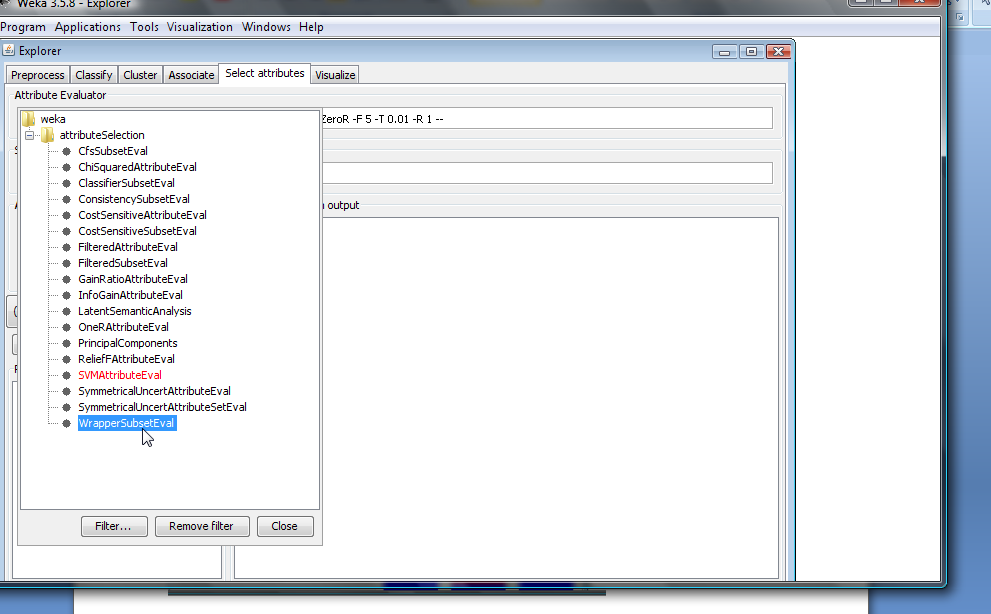 Weka 3.5.8 - Explorer
Program Applications Tools Visualization Windows Help
Explorer
Preprocess Classify Cluster Associate Select attributes Visualize
Attribute Evaluator
ZeroR -F 5 -T 0.01 -R 1 --
weka
attributeSelection
CfsSubsetEval
ChiSquaredAttributeEval
ClassifierSubsetEval
ConsistencySubsetEval
CostSensitiveAttributeEval
CostSensitiveSubsetEval
output
FilteredAttributeEval
FilteredSubsetEval
GainRatioAttributeEval
InfoGainAttributeEval
LatentSemanticAnalysis
OneRAttributeEval
PrincipalComponents
ReliefFAttributeEval
SVMAttributeEval
SymmetricalUncertAttributeEval
SymmetricalUncertAttributeSetEval
WrapperSubsetEval
Filter... Remove filter Close